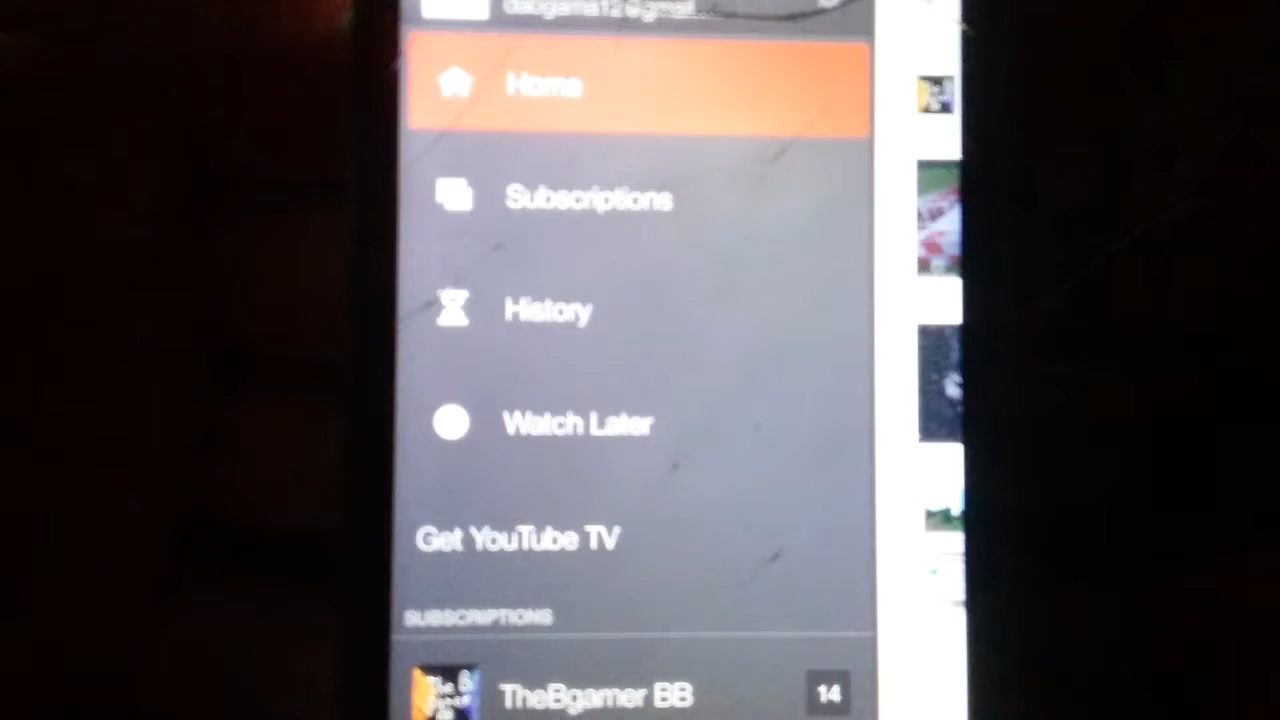 Home
Subscriptions
History
Watch Later
Get YouTube TV
SUBSCRIPTIONS
TheBgamer BB
14